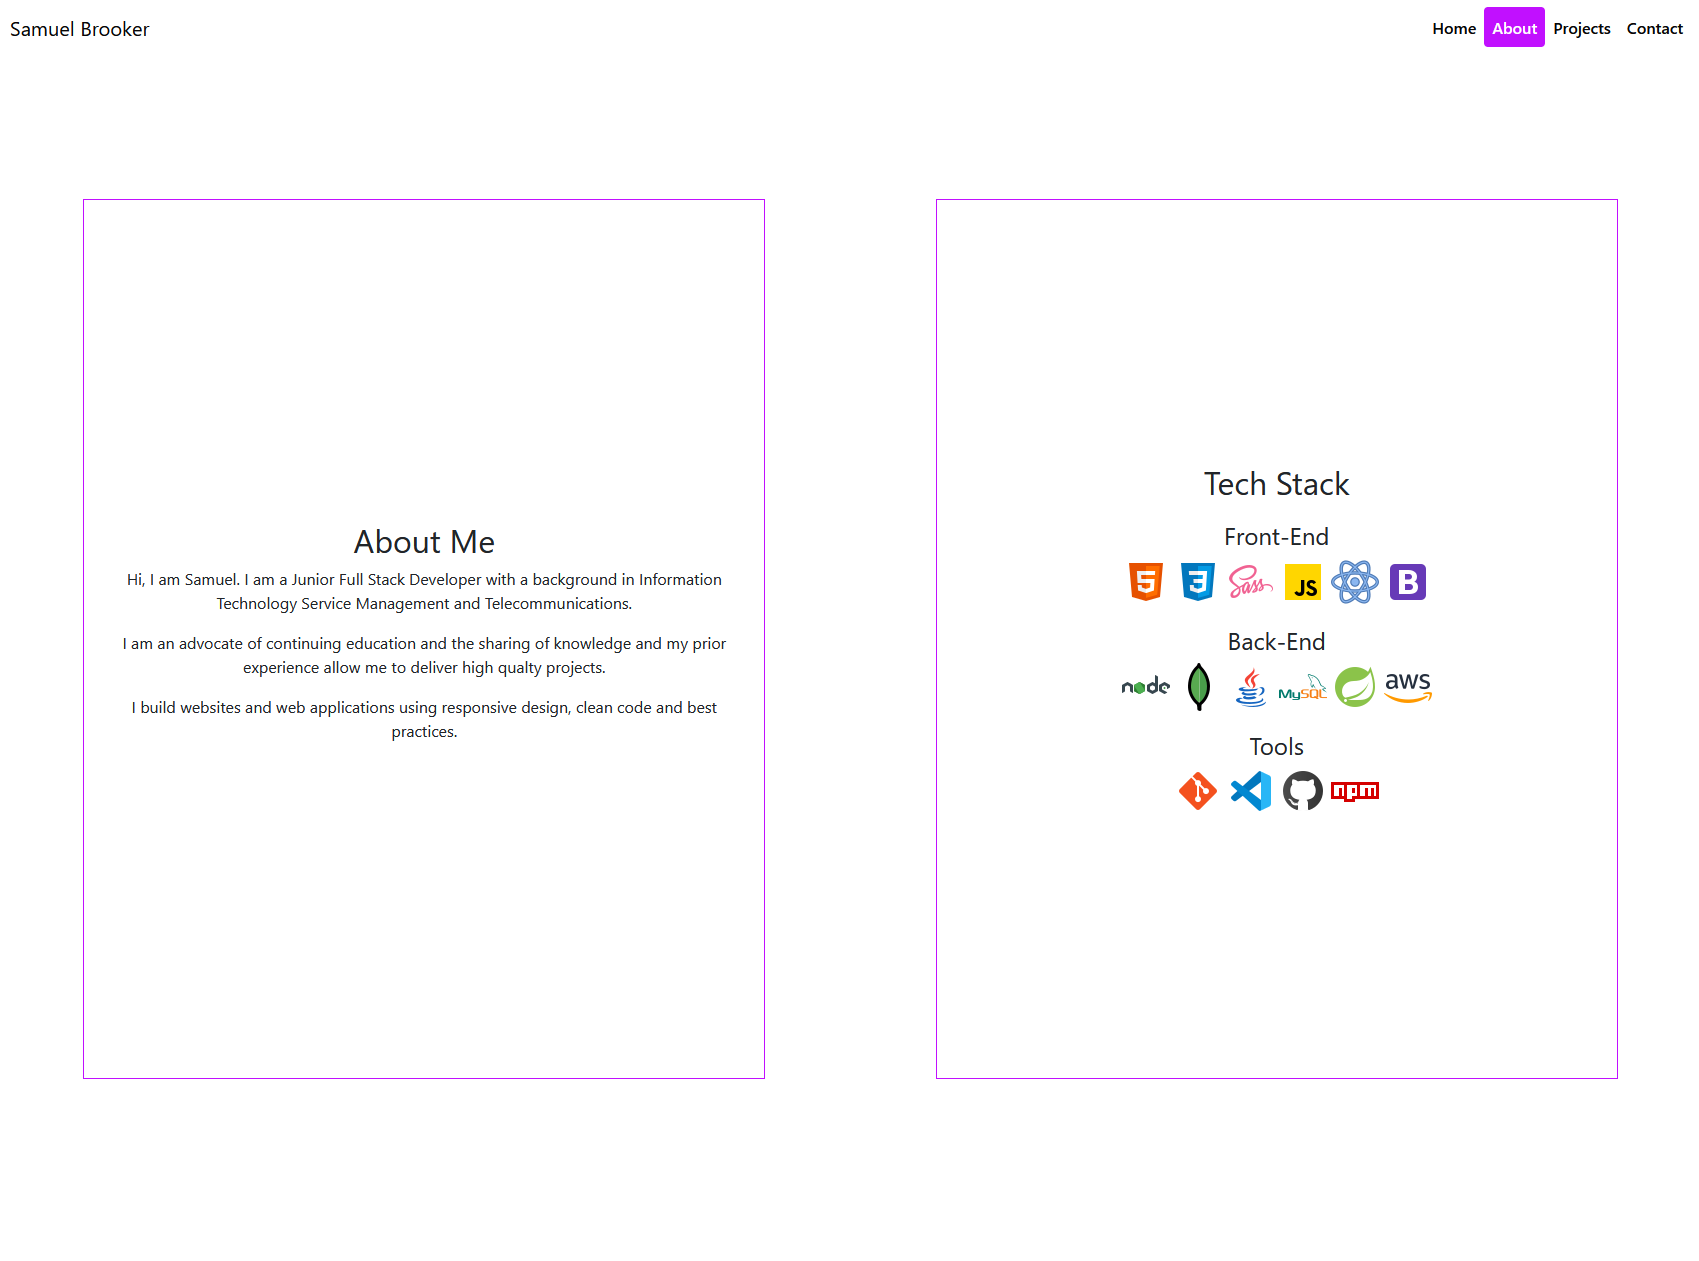 Samuel Brooker
Home About Projects Contact
About Me
Hi, I am Samuel. I am a Junior Full Stack Developer with a background in Information
Technology Service Management and Telecommunications.
I am an advocate of continuing education and the sharing of knowledge and my prior
experience allow me to deliver high qualty projects.
I build websites and web applications using responsive design, clean code and best
practices.
Tech Stack
Front-End
5 3 Sass JS B
Back-End
node MySQL aws
Tools
npm